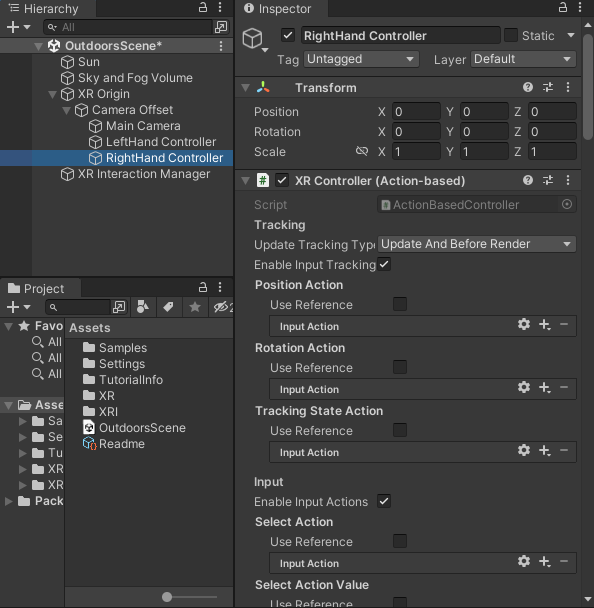 Hierarchy
All
OutdoorsScene*
Sun
Sky and Fog Volume
XR Origin
Camera Offset
Main Camera
LeftHand Controller
RightHand Controller
XR Interaction Manager
Project
2
Favo
All
All
All
Asse
Sa
Se
Tu
XR
XR
Pack
Assets
Samples
Settings
TutorialInfo
XR
XRI
OutdoorsScene
Readme
Inspector
RightHand Controller Static
Tag Untagged Layer Default
Transform
Position X 0 Y 0 Z 0
Rotation X 0 Y 0 Z 0
Scale X 1 Y 1 Z 1
# XR Controller (Action-based)
Script # ActionBasedController
Tracking
Update Tracking Type Update And Before Render
Enable Input Tracking
Position Action
Use Reference
Input Action
Rotation Action
Use Reference
Input Action
Tracking State Action
Use Reference
Input Action
Input
Enable Input Actions
Select Action
Use Reference
Input Action
Select Action Value
Use Reference